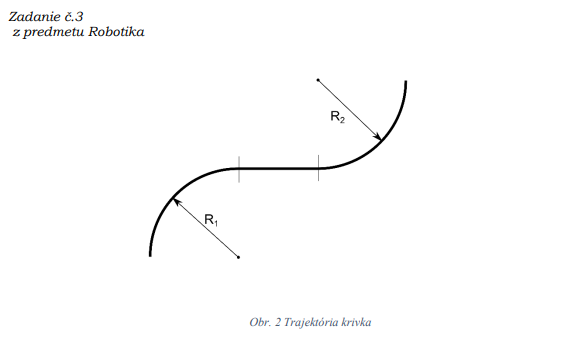 Zadanie č.3
z predmetu Robotika
R2
R1
Obr. 2 Trajektória krivka